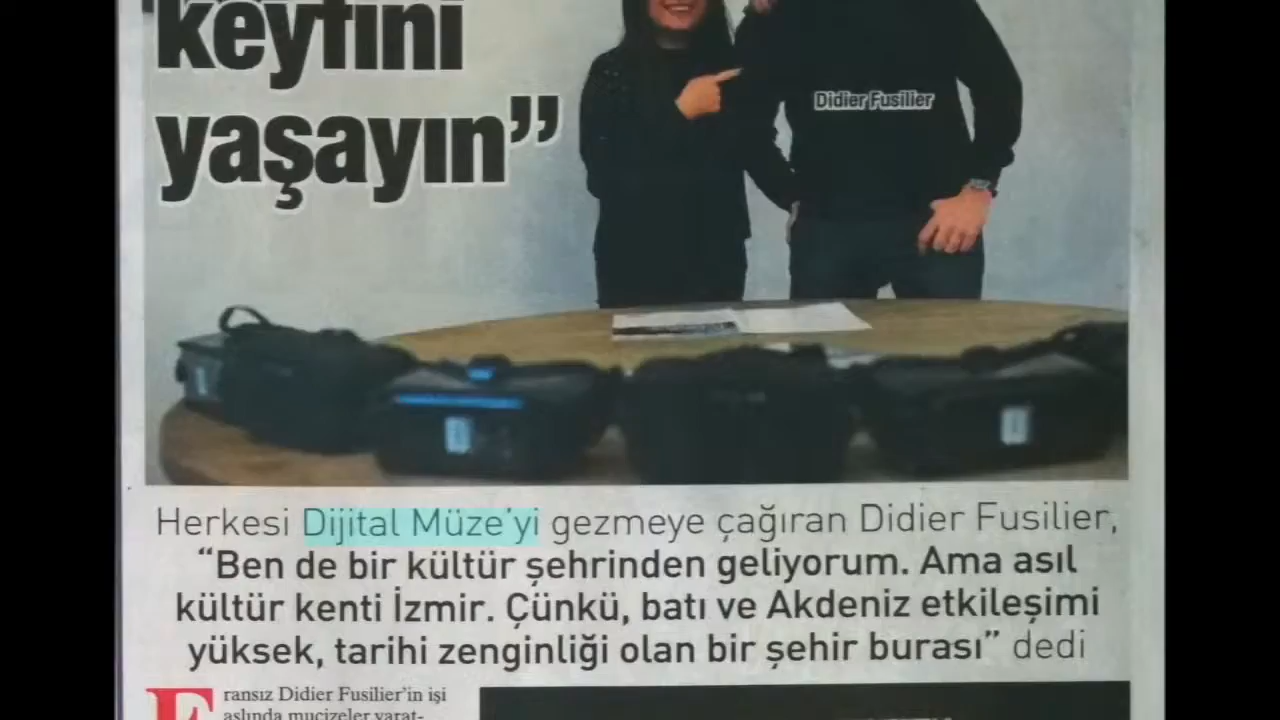 keyfini
yaşayın”
Didier Fusilier
Herkesi Dijital Müze’yi gezmeye çağıran Didier Fusilier,
“Ben de bir kültür şehrinden geliyorum. Ama asıl
kültür kenti İzmir. Çünkü, batı ve Akdeniz etkileşimi
yüksek, tarihi zenginliği olan bir şehir burası” dedi
Fransız Didier Fusilier’in işi
aslında mucizeler yarat-